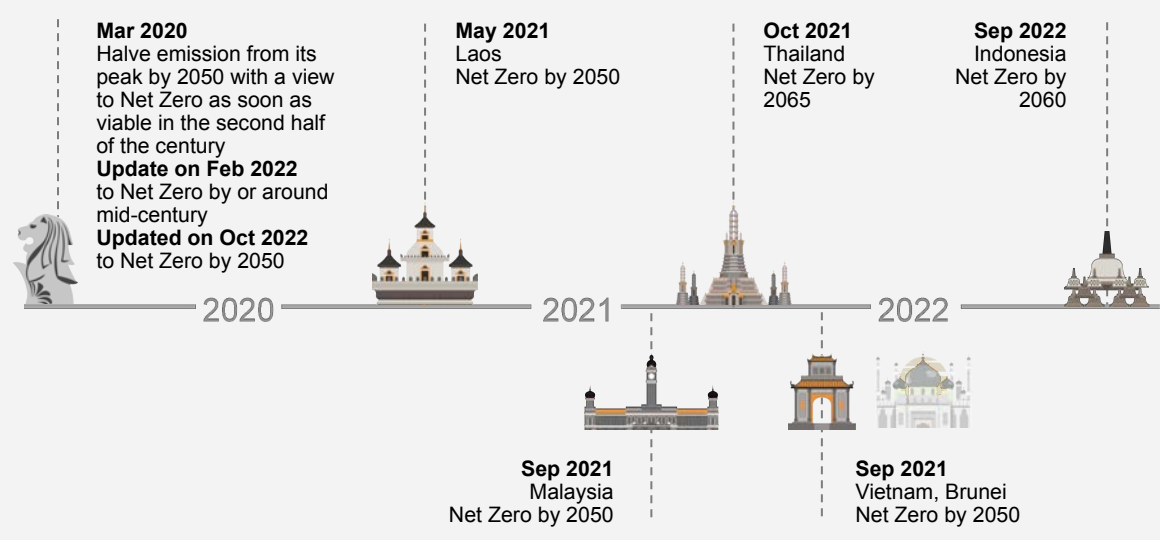 Mar 2020
Halve emission from its
peak by 2050 with a view
to Net Zero as soon as
viable in the second half
of the century
Update on Feb 2022
to Net Zero by or around
mid-century
Updated on Oct 2022
to Net Zero by 2050
May 2021
Laos
Net Zero by 2050
Oct 2021
Thailand
Net Zero by
2065
Sep 2022
Indonesia
Net Zero by
2060
2020
2021
2022
Sep 2021
Malaysia
Net Zero by 2050
Sep 2021
Vietnam, Brunei
Net Zero by 2050